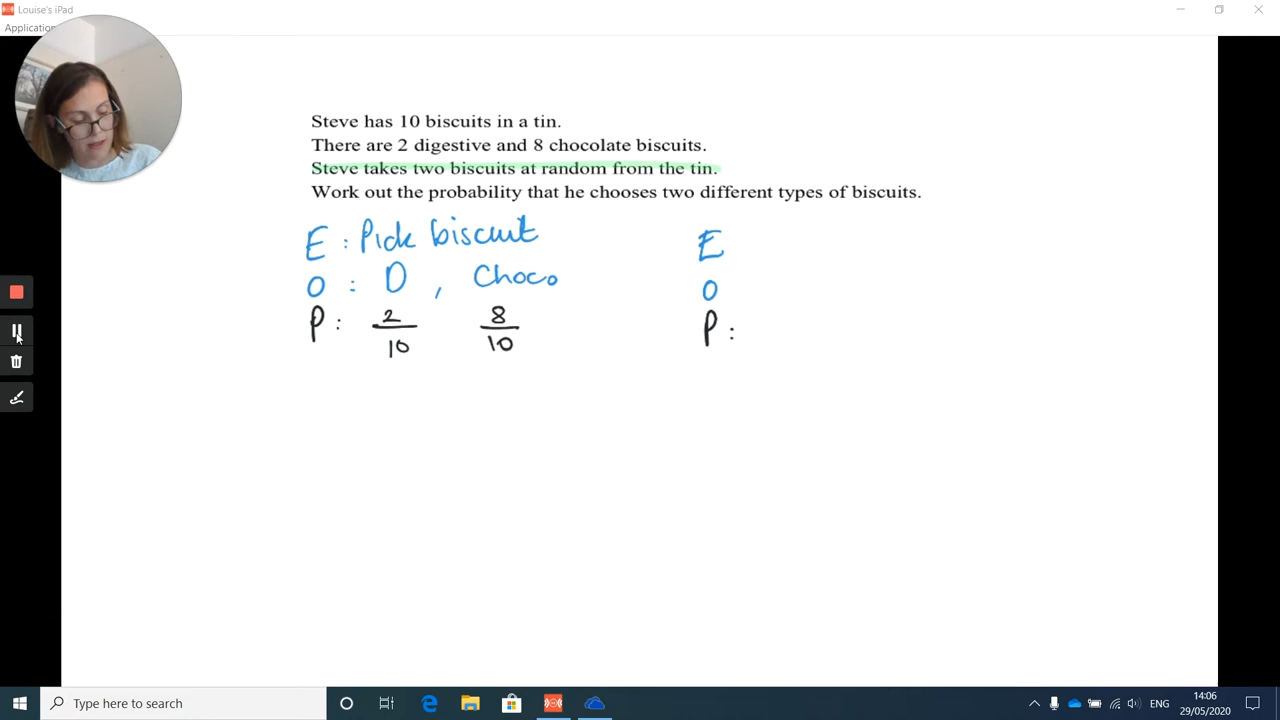 Louise's iPad
Application
Steve has 10 biscuits in a tin.
There are 2 digestive and 8 chocolate biscuits.
Steve takes two biscuits at random from the tin.
Work out the probability that he chooses two different types of biscuits.
E : Pick biscuit
O : D , Choco
P : 2/10 8/10
E
O
P :
Type here to search
ENG
14:06
29/05/2020